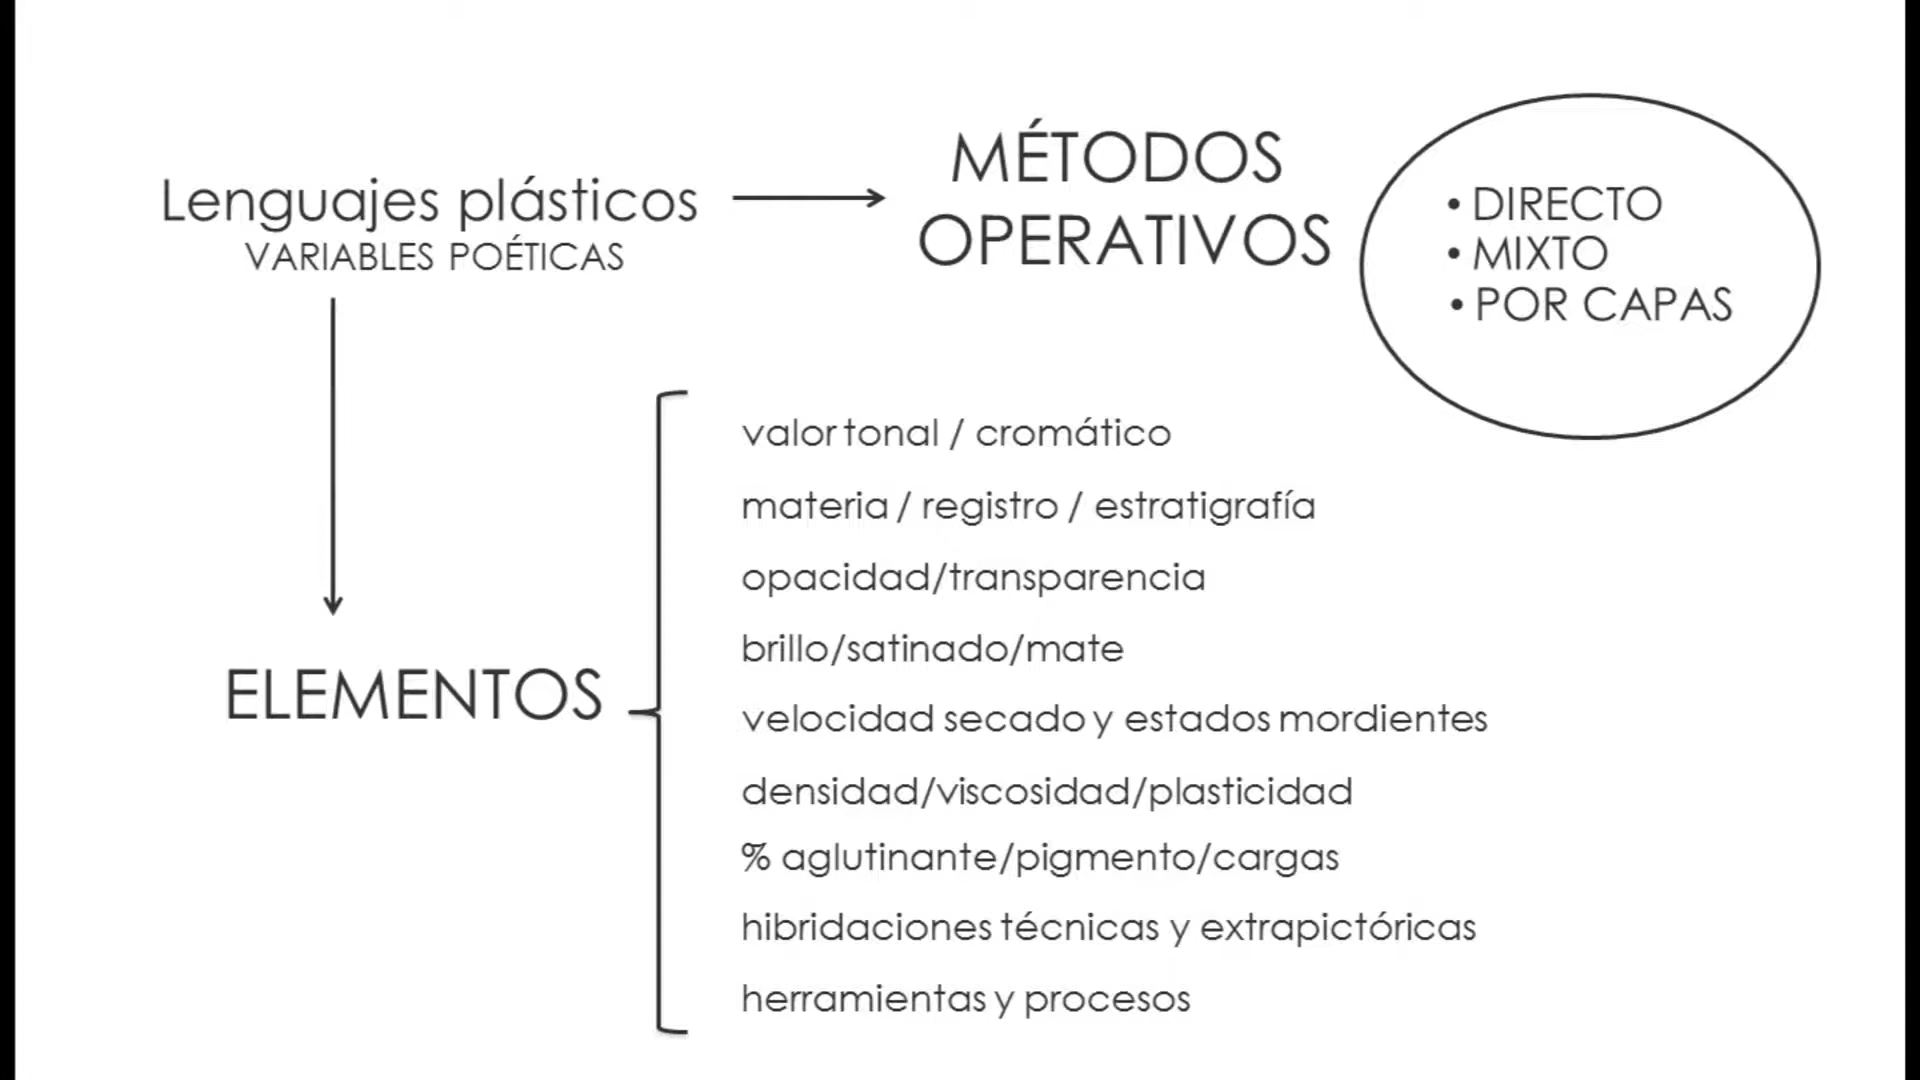 Lenguajes plásticos
VARIABLES POÉTICAS
MÉTODOS
OPERATIVOS
• DIRECTO
• MIXTO
• POR CAPAS
ELEMENTOS
valor tonal / cromático
materia / registro / estratigrafía
opacidad/transparencia
brillo/satinado/mate
velocidad secado y estados mordientes
densidad/viscosidad/plasticidad
% aglutinante/pigmento/cargas
hibridaciones técnicas y extrapictóricas
herramientas y procesos